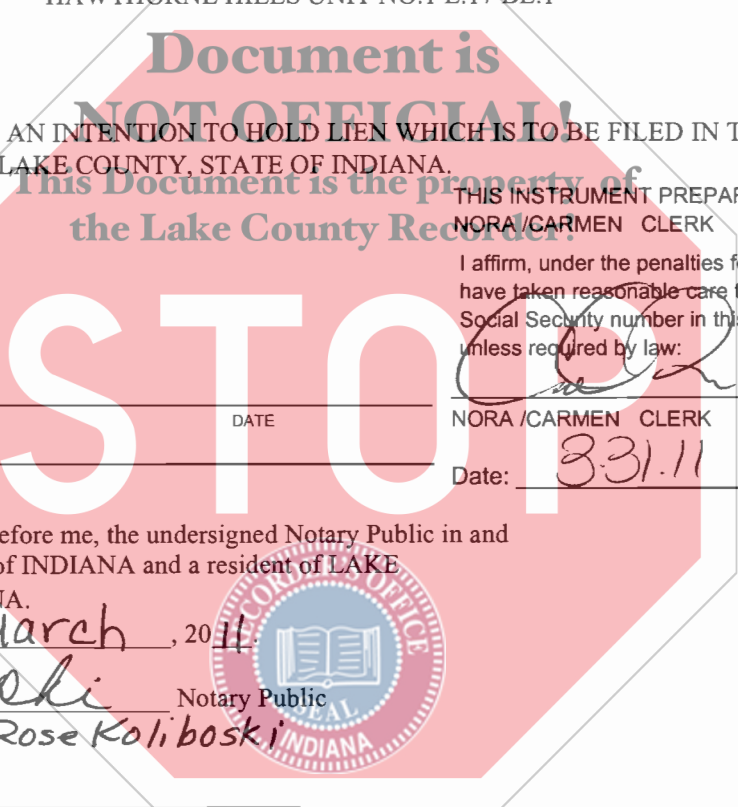 HAWTHORNE HILLS UNIT NO.1 L.17 BL.1
Document is
NOT OFFICIAL!
AN INTENTION TO HOLD LIEN WHICH IS TO BE FILED IN T
LAKE COUNTY, STATE OF INDIANA.
This Document is the property of
the Lake County Recorder!
THIS INSTRUMENT PREPAR
NORA /CARMEN CLERK
I affirm, under the penalties f
have taken reasonable care t
Social Security number in this
unless required by law:
STOP
DATE
NORA /CARMEN CLERK
Date: 3-31.11
efore me, the undersigned Notary Public in and
of INDIANA and a resident of LAKE
NA.
March, 2011.
Notary Public
Rose Koliboski
RECORDER'S OFFICE
SEAL
INDIANA